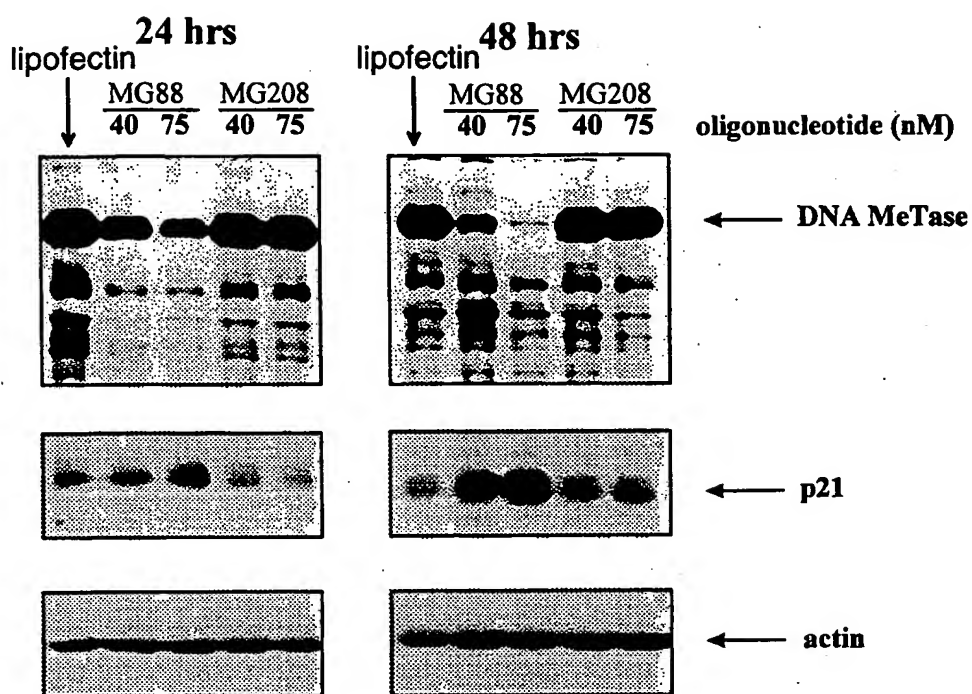 24 hrs
48 hrs
lipofectin
lipofectin
MG88 MG208
MG88 MG208
40 75 40 75
40 75 40 75
oligonucleotide (nM)
DNA MeTase
p21
actin